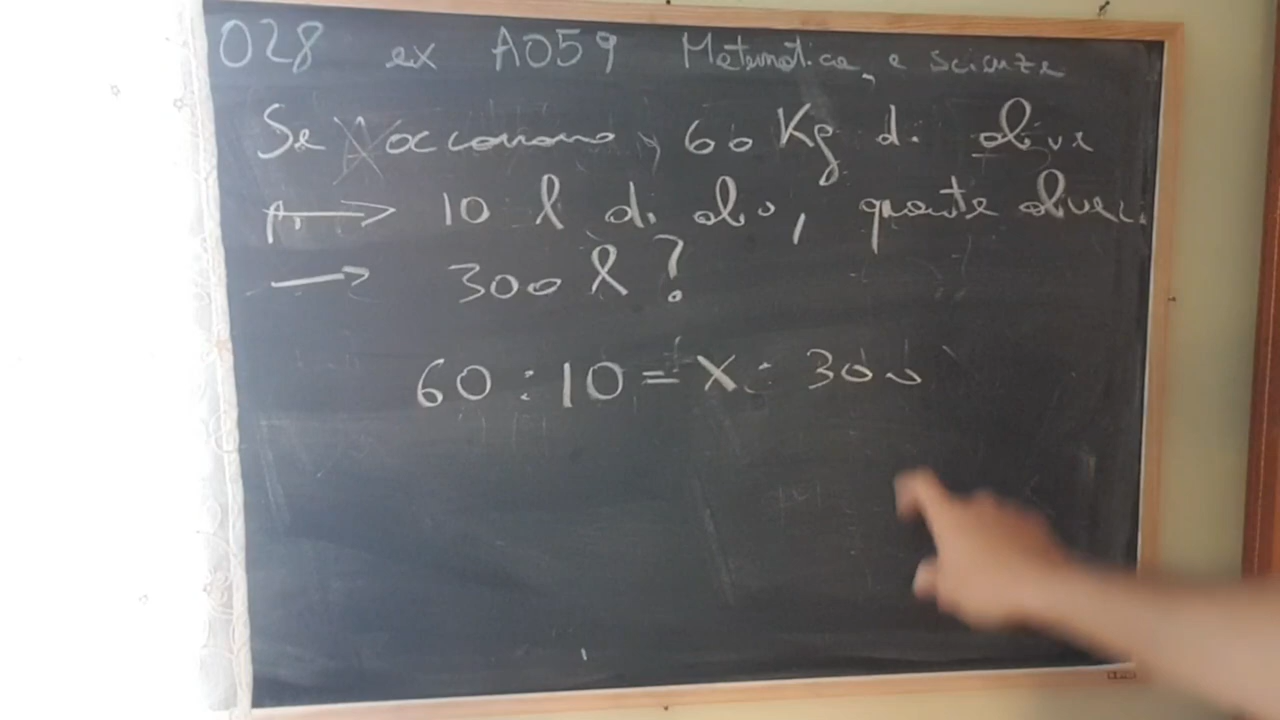 028 ex A059 Matematica e scienze
Se occorrono 60 Kg di olive
→ 10 l di olio, quante olive
→ 300 l ?
60 : 10 = x : 300